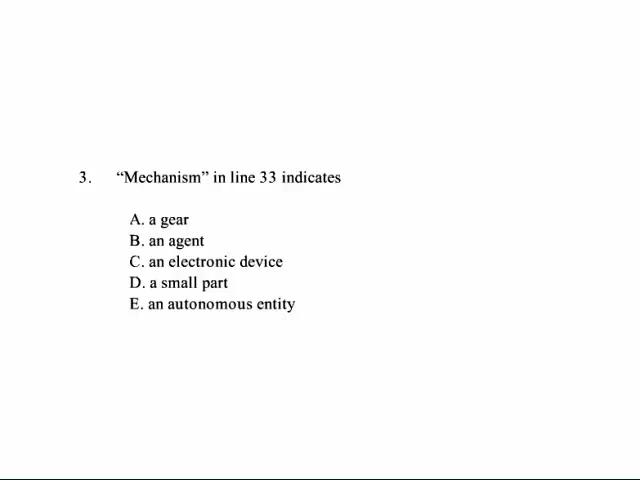 3. “Mechanism” in line 33 indicates
A. a gear
B. an agent
C. an electronic device
D. a small part
E. an autonomous entity